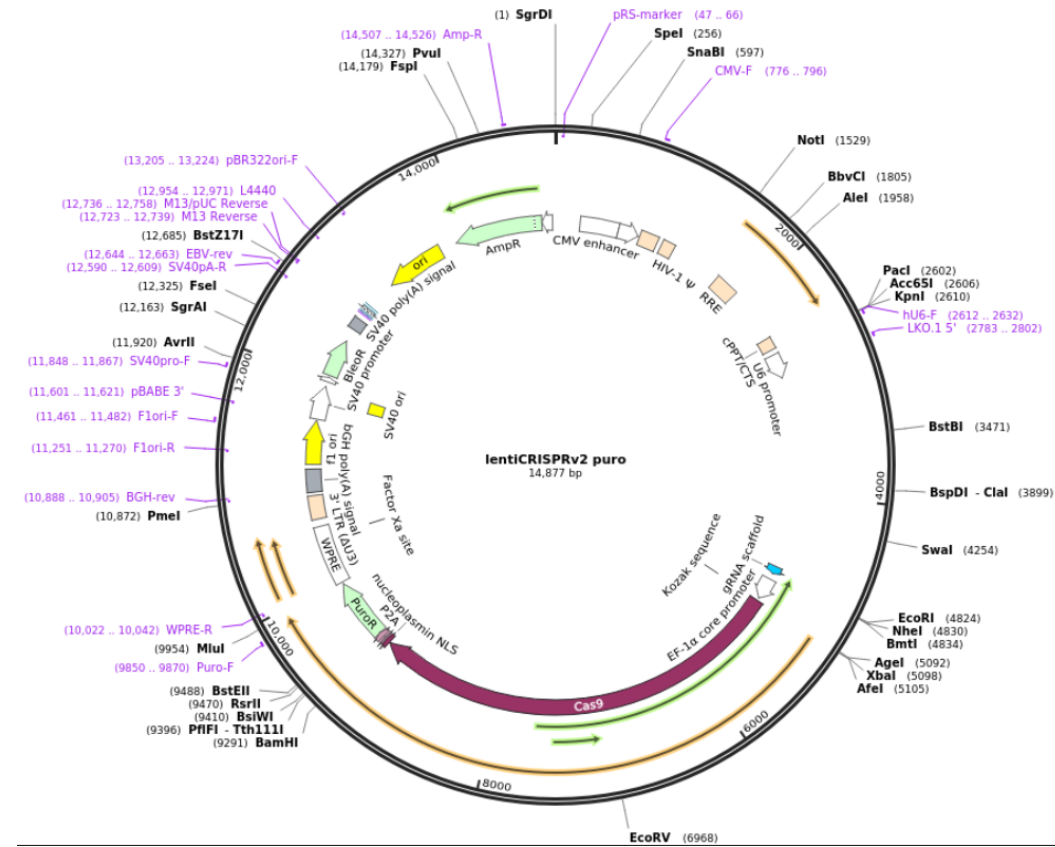 (1) SgrDI
pRS-marker (47 .. 66)
SpeI (256)
SnaBI (597)
CMV-F (776 .. 796)
NotI (1529)
BbvCI (1805)
AleI (1958)
PacI (2602)
Acc65I (2606)
KpnI (2610)
hU6-F (2612 .. 2632)
LKO.1 5' (2783 .. 2802)
BstBI (3471)
BspDI - ClaI (3899)
SwaI (4254)
EcoRI (4824)
NheI (4830)
BmtI (4834)
AgeI (5092)
XbaI (5098)
AfeI (5105)
EcoRV (6968)
(9291) BamHI
(9396) PflFI - Tth111I
(9410) BsiWI
(9470) RsrII
(9488) BstEII
(9850 .. 9870) Puro-F
(9954) MluI
(10,022 .. 10,042) WPRE-R
(10,872) PmeI
(10,888 .. 10,905) BGH-rev
(11,251 .. 11,270) F1ori-R
(11,461 .. 11,482) F1ori-F
(11,601 .. 11,621) pBABE 3'
(11,848 .. 11,867) SV40pro-F
(11,920) AvrII
(12,163) SgrAI
(12,325) FseI
(12,590 .. 12,609) SV40pA-R
(12,644 .. 12,663) EBV-rev
(12,685) BstZ17I
(12,723 .. 12,739) M13 Reverse
(12,736 .. 12,758) M13/pUC Reverse
(12,954 .. 12,971) L4440
(13,205 .. 13,224) pBR322ori-F
(14,179) FspI
(14,327) PvuI
(14,507 .. 14,526) Amp-R
2000
4000
6000
8000
10,000
12,000
14,000
CMV enhancer
HIV-1 Ψ
RRE
cPPT/CTS
U6 promoter
gRNA scaffold
EF-1α core promoter
Kozak sequence
Cas9
nucleoplasmin NLS
P2A
PuroR
WPRE
Factor Xa site
3' LTR (ΔU3)
bGH poly(A) signal
f1 ori
SV40 ori
SV40 promoter
BleoR
SV40 poly(A) signal
ori
AmpR
lentiCRISPRv2 puro
14,877 bp